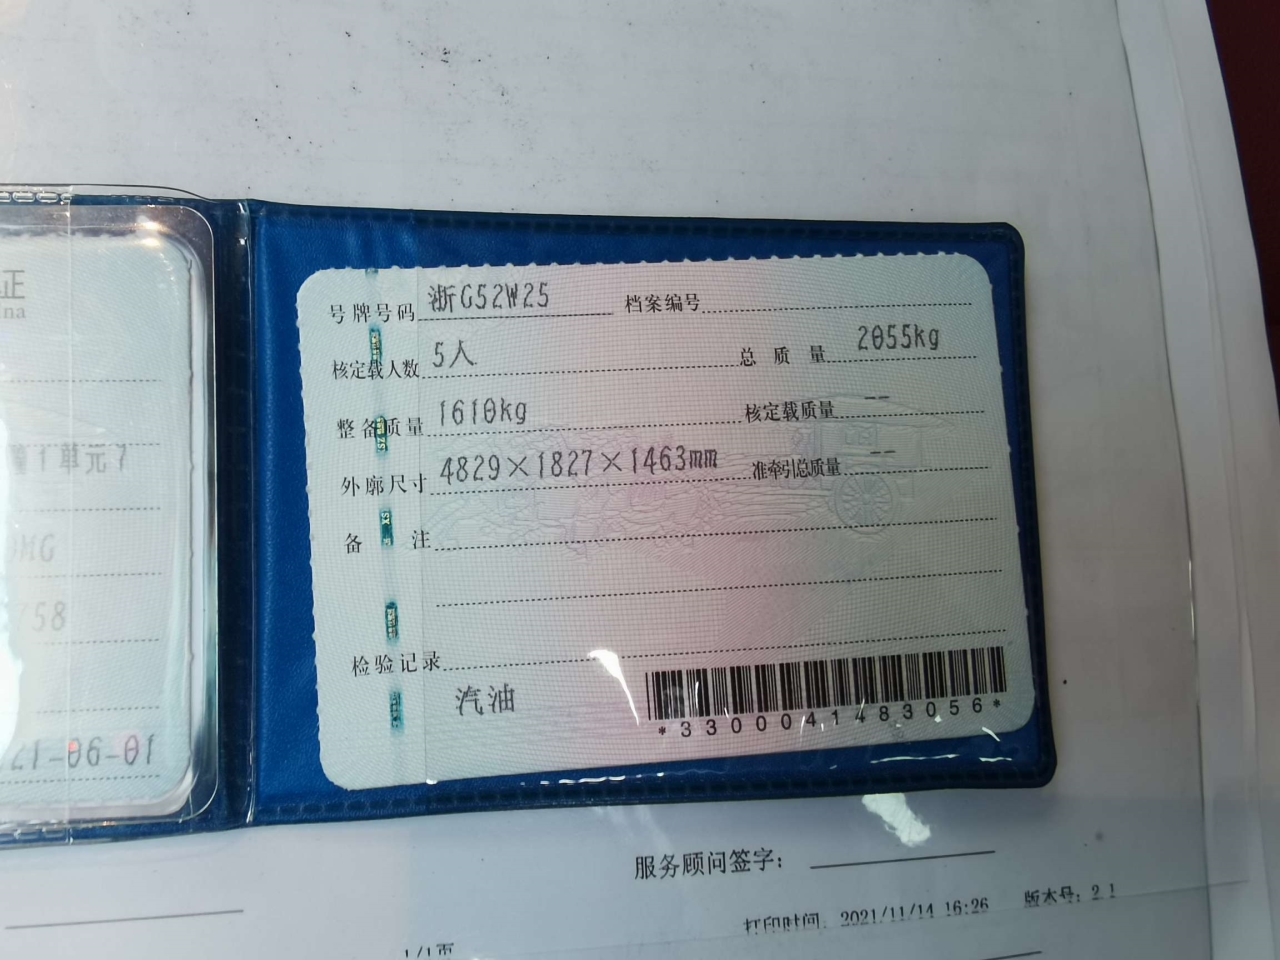 证
na
1单元7
MG
758
21-06-01
号牌号码 浙G52W25 档案编号
核定载人数 5人 总质量 2055kg
整备质量 1610kg 核定载质量 --
外廓尺寸 4829×1827×1463mm 准牵引总质量 --
备注
检验记录
汽油
*3300041483056*
服务顾问签字:
打印时间: 2021/11/14 16:26 版本号: 2.1
1/1页